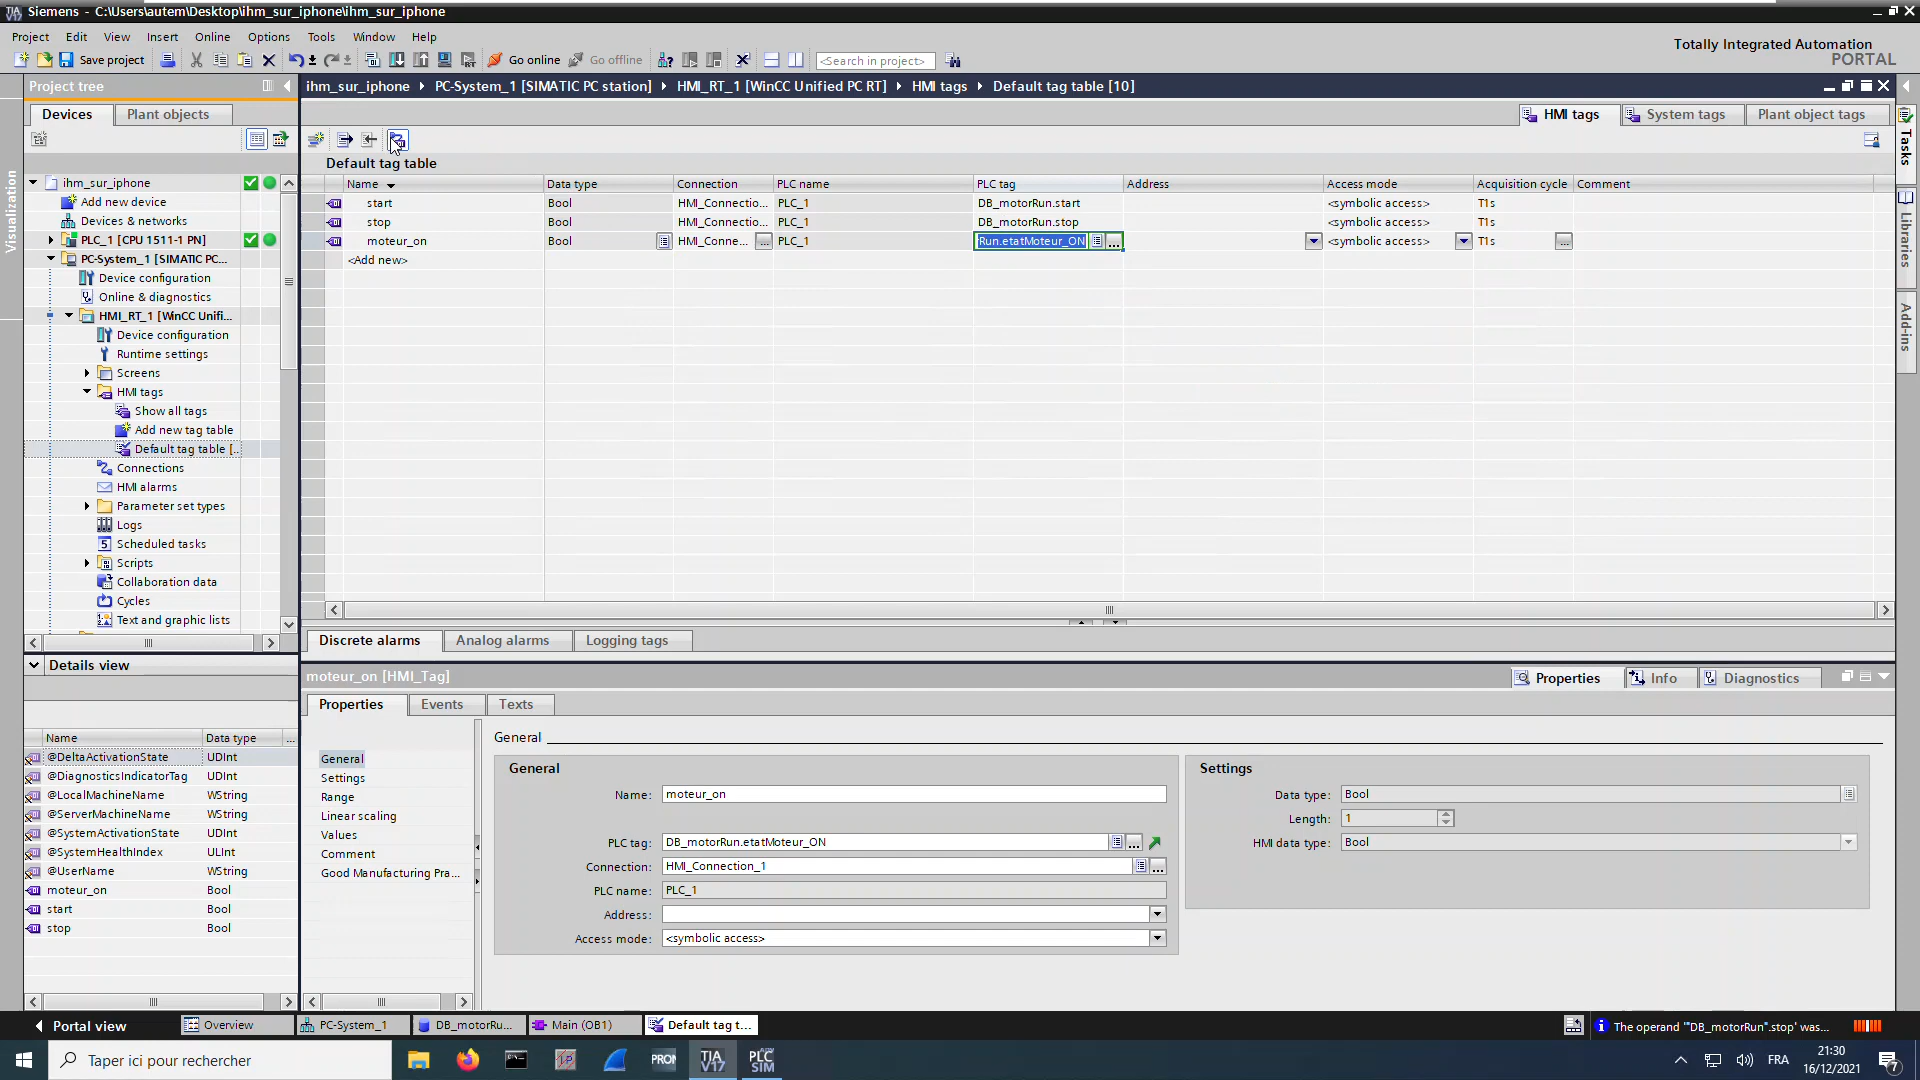 Siemens - C:\Users\autem\Desktop\ihm_sur_iphone\ihm_sur_iphone
Project Edit View Insert Online Options Tools Window Help
Save project Go online Go offline <Search in project>
Totally Integrated Automation
PORTAL
Project tree
ihm_sur_iphone PC-System_1 [SIMATIC PC station] HMI_RT_1 [WinCC Unified PC RT] HMI tags Default tag table [10]
Devices Plant objects
HMI tags System tags Plant object tags
Visualization
Tasks
Libraries
Add-ins
ihm_sur_iphone
Add new device
Devices & networks
PLC_1 [CPU 1511-1 PN]
PC-System_1 [SIMATIC PC...
Device configuration
Online & diagnostics
HMI_RT_1 [WinCC Unifi...
Device configuration
Runtime settings
Screens
HMI tags
Show all tags
Add new tag table
Default tag table [..
Connections
HMI alarms
Parameter set types
Logs
Scheduled tasks
Scripts
Collaboration data
Cycles
Text and graphic lists
Default tag table
Name Data type Connection PLC name PLC tag Address Access mode Acquisition cycle Comment
start Bool HMI_Connectio... PLC_1 DB_motorRun.start <symbolic access> T1s
stop Bool HMI_Connectio... PLC_1 DB_motorRun.stop <symbolic access> T1s
moteur_on Bool HMI_Conne... PLC_1 Run.etatMoteur_ON <symbolic access> T1s
<Add new>
Discrete alarms Analog alarms Logging tags
Details view
Name Data type ...
@DeltaActivationState UDInt
@DiagnosticsIndicatorTag UDInt
@LocalMachineName WString
@ServerMachineName WString
@SystemActivationState UDInt
@SystemHealthIndex ULInt
@UserName WString
moteur_on Bool
start Bool
stop Bool
moteur_on [HMI_Tag]
Properties Info Diagnostics
Properties Events Texts
General
Settings
Range
Linear scaling
Values
Comment
Good Manufacturing Pra...
General
General
Name: moteur_on
PLC tag: DB_motorRun.etatMoteur_ON
Connection: HMI_Connection_1
PLC name: PLC_1
Address:
Access mode: <symbolic access>
Settings
Data type: Bool
Length: 1
HMI data type: Bool
Portal view Overview PC-System_1 DB_motorRu... Main (OB1) Default tag t...
The operand '"DB_motorRun".stop' was...
Taper ici pour rechercher
PRON
TIA V17
PLC SIM
FRA
21:30
16/12/2021
7